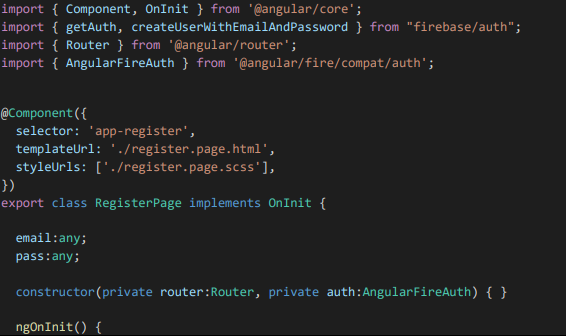 import { Component, OnInit } from '@angular/core';
import { getAuth, createUserWithEmailAndPassword } from "firebase/auth";
import { Router } from '@angular/router';
import { AngularFireAuth } from '@angular/fire/compat/auth';
@Component({
selector: 'app-register',
templateUrl: './register.page.html',
styleUrls: ['./register.page.scss'],
})
export class RegisterPage implements OnInit {
email:any;
pass:any;
constructor(private router:Router, private auth:AngularFireAuth) { }
ngOnInit() {